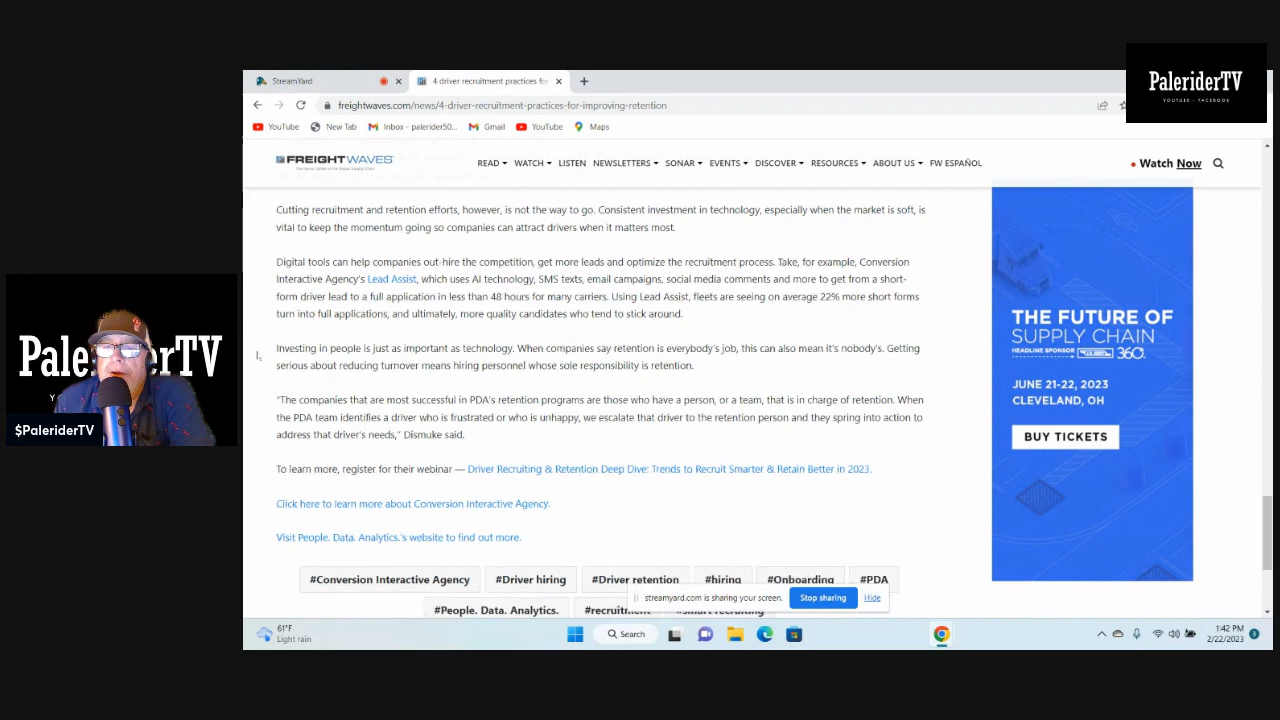 StreamYard
4 driver recruitment practices for
freightwaves.com/news/4-driver-recruitment-practices-for-improving-retention
YouTube
New Tab
Inbox - palerider50...
Gmail
YouTube
Maps
PaleriderTV
YOUTUBE - FACEBOOK
FREIGHTWAVES
READ
WATCH
LISTEN
NEWSLETTERS
SONAR
EVENTS
DISCOVER
RESOURCES
ABOUT US
FW ESPAÑOL
Watch Now
Cutting recruitment and retention efforts, however, is not the way to go. Consistent investment in technology, especially when the market is soft, is
vital to keep the momentum going so companies can attract drivers when it matters most.
Digital tools can help companies out-hire the competition, get more leads and optimize the recruitment process. Take, for example, Conversion
Interactive Agency's Lead Assist, which uses AI technology, SMS texts, email campaigns, social media comments and more to get from a short-
form driver lead to a full application in less than 48 hours for many carriers. Using Lead Assist, fleets are seeing on average 22% more short forms
turn into full applications, and ultimately, more quality candidates who tend to stick around.
Investing in people is just as important as technology. When companies say retention is everybody's job, this can also mean it's nobody's. Getting
serious about reducing turnover means hiring personnel whose sole responsibility is retention.
"The companies that are most successful in PDA's retention programs are those who have a person, or a team, that is in charge of retention. When
the PDA team identifies a driver who is frustrated or who is unhappy, we escalate that driver to the retention person and they spring into action to
address that driver's needs," Dismuke said.
To learn more, register for their webinar — Driver Recruiting & Retention Deep Dive: Trends to Recruit Smarter & Retain Better in 2023.
Click here to learn more about Conversion Interactive Agency.
Visit People. Data. Analytics.'s website to find out more.
#Conversion Interactive Agency
#Driver hiring
#Driver retention
#hiring
#Onboarding
#PDA
#People. Data. Analytics.
#recruitment
#smart recruiting
THE FUTURE OF
SUPPLY CHAIN
HEADLINE SPONSOR
360°
JUNE 21-22, 2023
CLEVELAND, OH
BUY TICKETS
$PaleriderTV
streamyard.com is sharing your screen.
Stop sharing
Hide
61°F
Light rain
Search
1:42 PM
2/22/2023
3